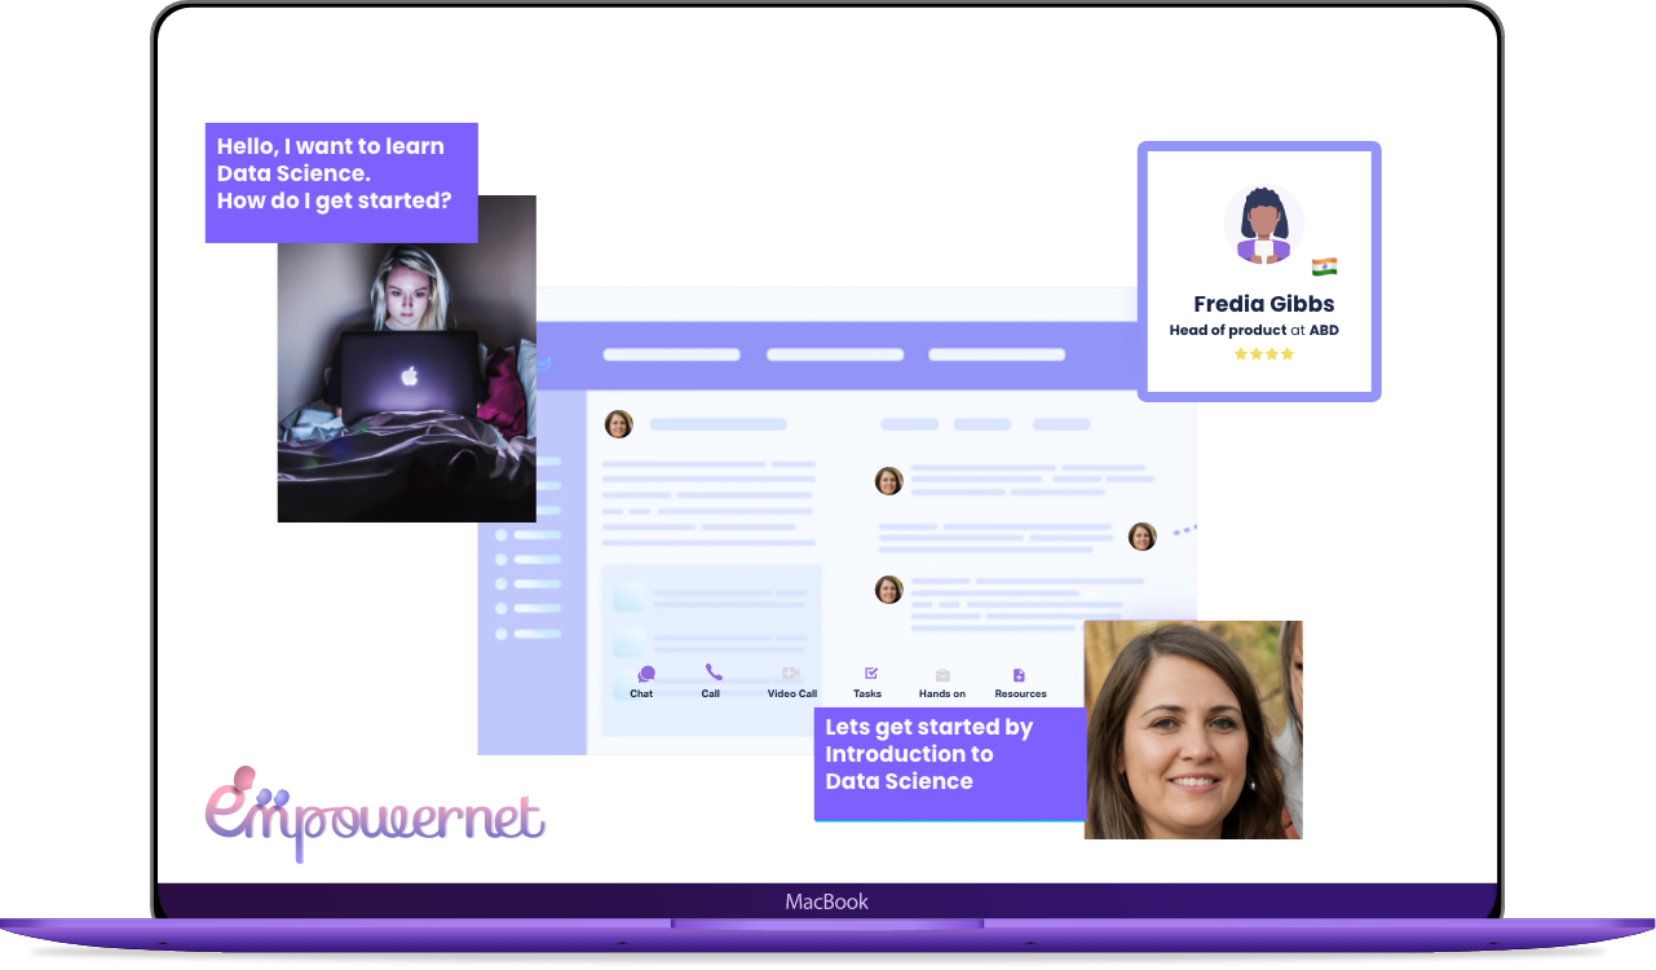 Hello, I want to learn
Data Science.
How do I get started?
Fredia Gibbs
Head of product at ABD
Chat
Call
Video Call
Tasks
Hands on
Resources
Lets get started by
Introduction to
Data Science
empowernet
MacBook